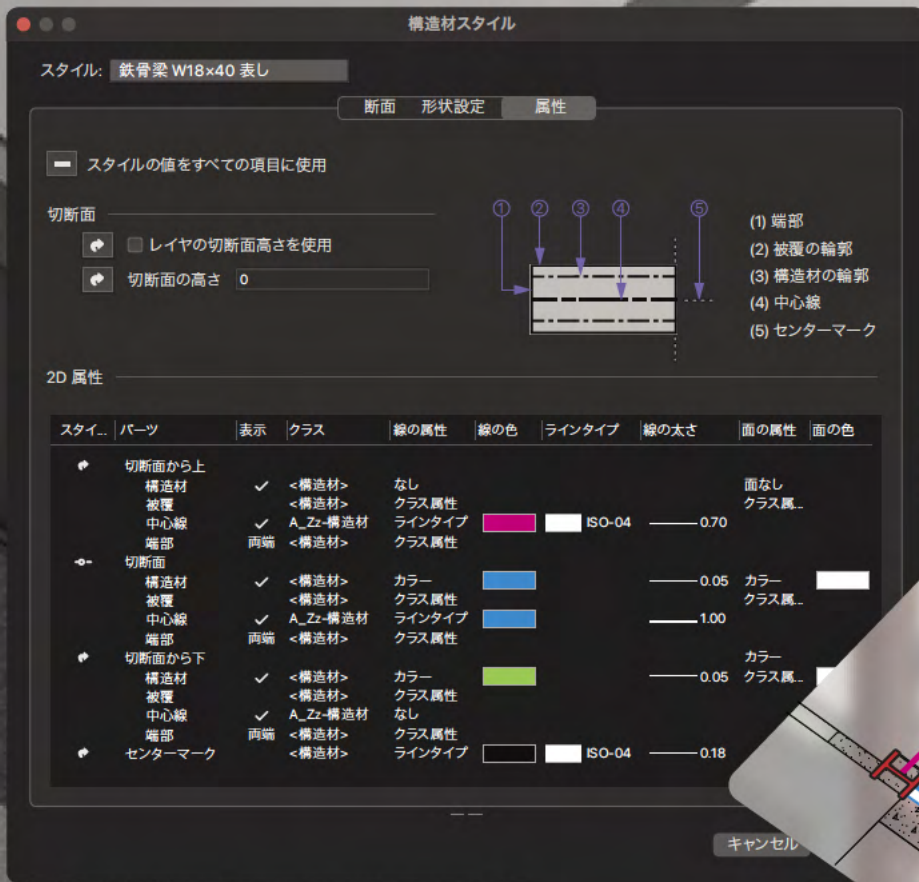 構造材スタイル
スタイル: 鉄骨梁 W18×40 表し
断面 形状設定 属性
スタイルの値をすべての項目に使用
切断面
レイヤの切断面高さを使用
切断面の高さ 0
① ② ③ ④ ⑤
(1) 端部
(2) 被覆の輪郭
(3) 構造材の輪郭
(4) 中心線
(5) センターマーク
2D 属性
スタイ... パーツ 表示 クラス 線の属性 線の色 ラインタイプ 線の太さ 面の属性 面の色
切断面から上
構造材 ✓ <構造材> なし 面なし
被覆 <構造材> クラス属性 クラス属...
中心線 ✓ A_Zz-構造材 ラインタイプ ISO-04 0.70
端部 両端 <構造材> クラス属性
切断面
構造材 ✓ <構造材> カラー 0.05 カラー
被覆 <構造材> クラス属性 クラス属...
中心線 ✓ A_Zz-構造材 ラインタイプ 1.00
端部 両端 <構造材> クラス属性
切断面から下 カラー
構造材 ✓ <構造材> カラー 0.05 クラス属...
被覆 <構造材> クラス属性
中心線 ✓ A_Zz-構造材 なし
端部 両端 <構造材> クラス属性
センターマーク <構造材> ラインタイプ ISO-04 0.18
キャンセル